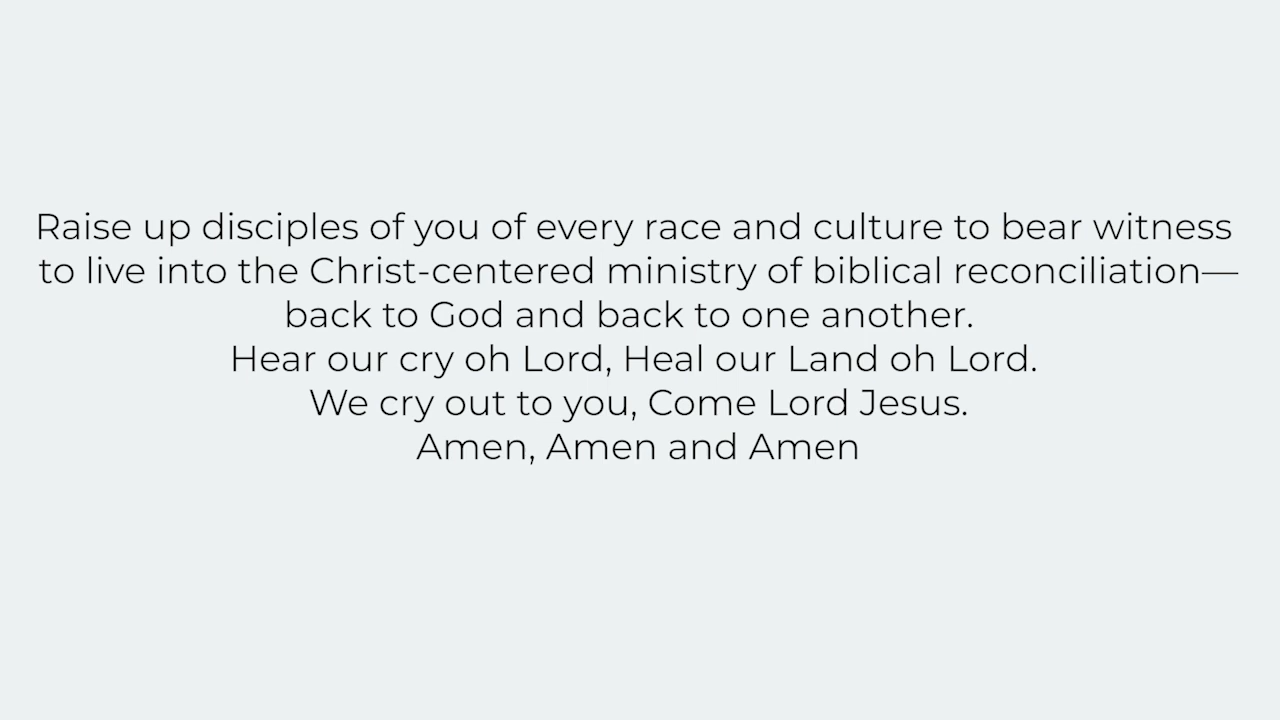 Raise up disciples of you of every race and culture to bear witness
to live into the Christ-centered ministry of biblical reconciliation—
back to God and back to one another.
Hear our cry oh Lord, Heal our Land oh Lord.
We cry out to you, Come Lord Jesus.
Amen, Amen and Amen